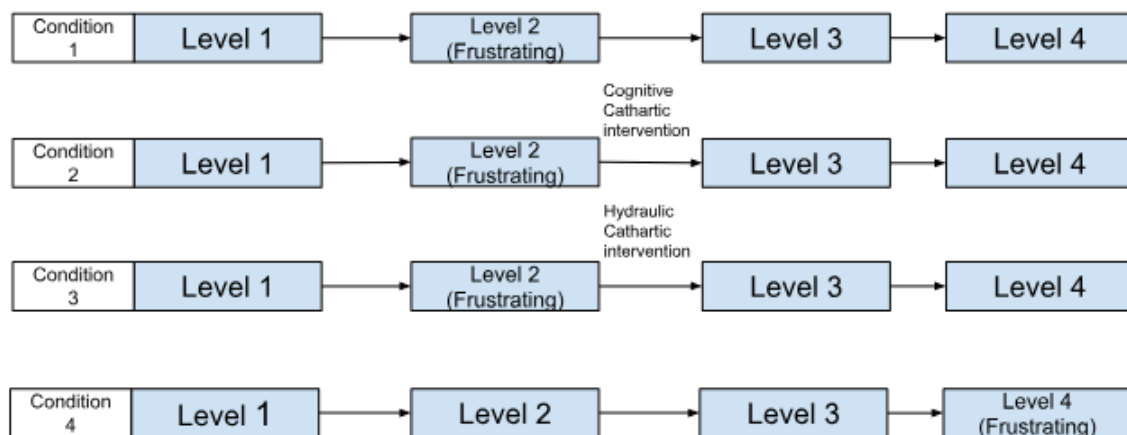 Condition
1
Level 1
Level 2
(Frustrating)
Level 3
Level 4
Cognitive
Cathartic
intervention
Condition
2
Level 1
Level 2
(Frustrating)
Level 3
Level 4
Hydraulic
Cathartic
intervention
Condition
3
Level 1
Level 2
(Frustrating)
Level 3
Level 4
Condition
4
Level 1
Level 2
Level 3
Level 4
(Frustrating)